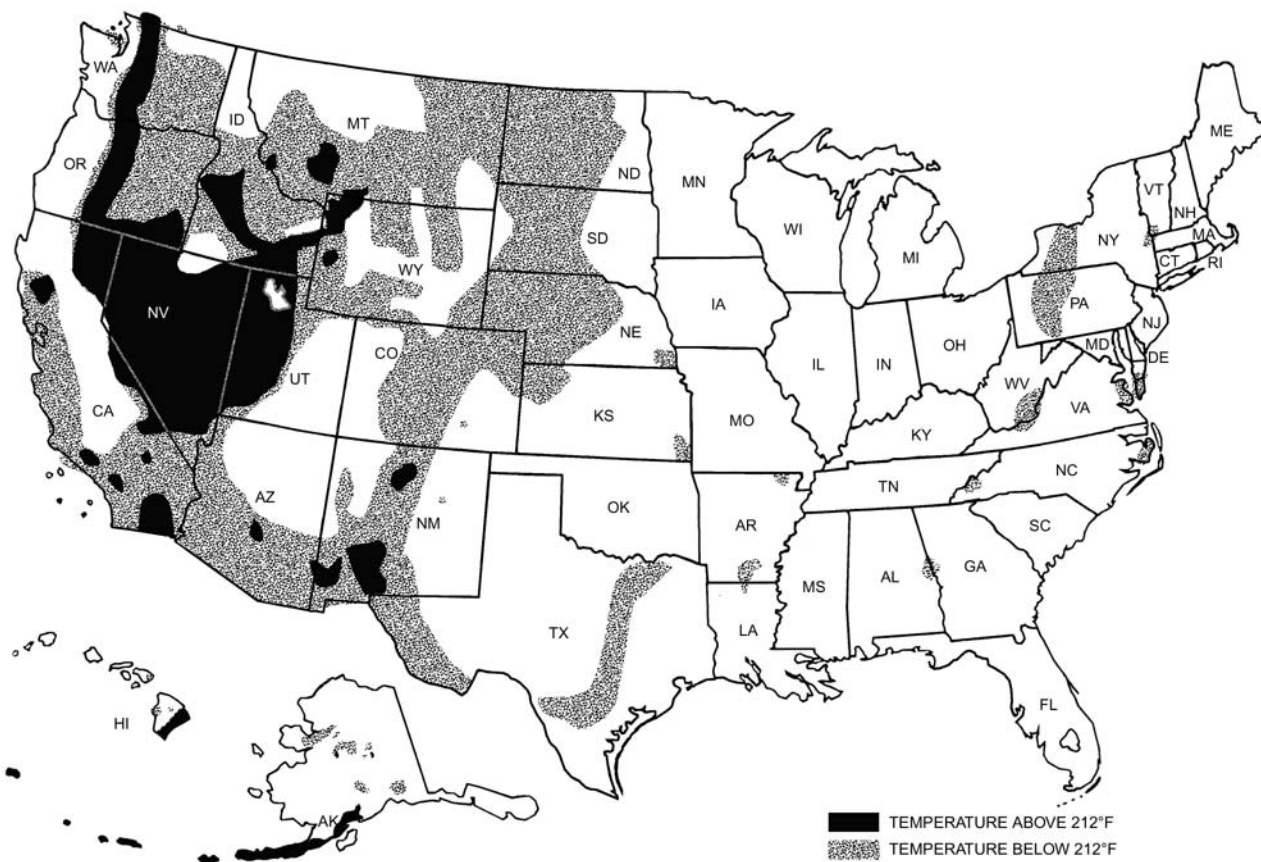 WA
MT
ME
ID
ND
OR
MN
VT
NH
NY
MA
SD
WI
CT
RI
MI
WY
IA
PA
NV
NE
NJ
OH
MD
CO
IL
IN
DE
UT
WV
CA
KS
MO
VA
KY
NC
TN
AZ
OK
NM
AR
SC
MS
AL
GA
TX
LA
FL
HI
AK
TEMPERATURE ABOVE 212°F
TEMPERATURE BELOW 212°F